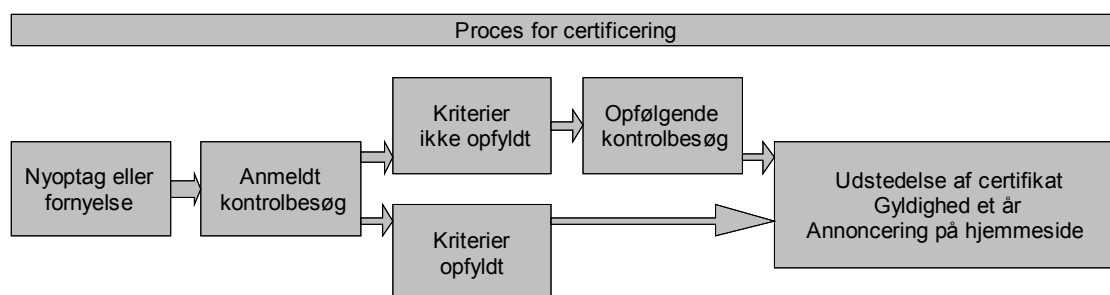 Proces for certificering
Nyoptag eller
fornyelse
Anmeldt
kontrolbesøg
Kriterier
ikke opfyldt
Opfølgende
kontrolbesøg
Kriterier
opfyldt
Udstedelse af certifikat
Gyldighed et år
Annoncering på hjemmeside